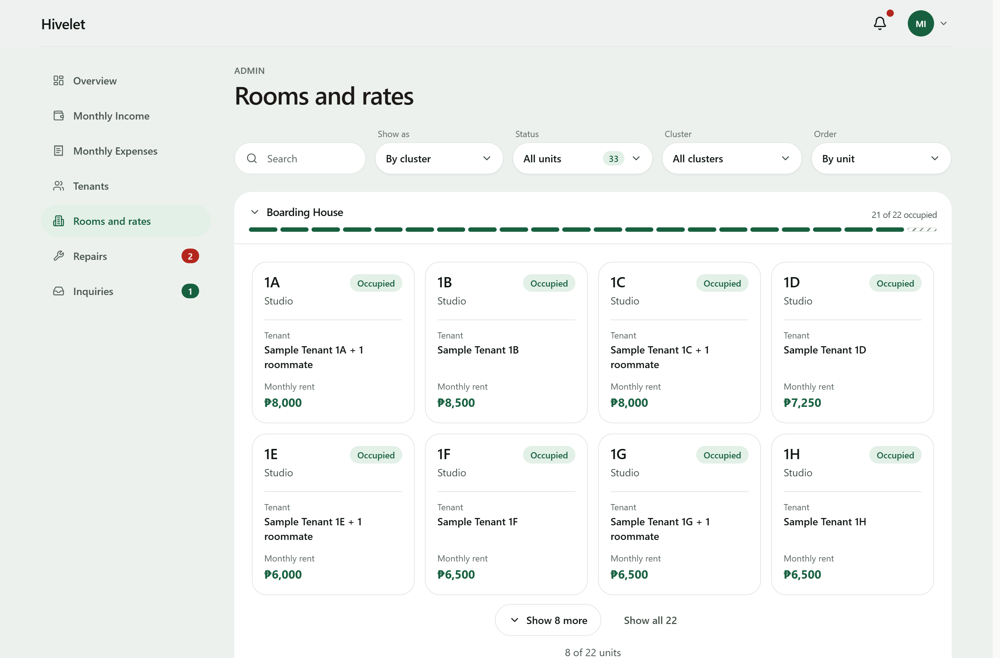 Hivelet
MI
Overview
Monthly Income
Monthly Expenses
Tenants
Rooms and rates
Repairs
2
Inquiries
1
ADMIN
Rooms and rates
Search
Show as
By cluster
Status
All units
33
Cluster
All clusters
Order
By unit
Boarding House
21 of 22 occupied
1A
Occupied
Studio
Tenant
Sample Tenant 1A + 1
roommate
Monthly rent
₱8,000
1B
Occupied
Studio
Tenant
Sample Tenant 1B
Monthly rent
₱8,500
1C
Occupied
Studio
Tenant
Sample Tenant 1C + 1
roommate
Monthly rent
₱8,000
1D
Occupied
Studio
Tenant
Sample Tenant 1D
Monthly rent
₱7,250
1E
Occupied
Studio
Tenant
Sample Tenant 1E + 1
roommate
Monthly rent
₱6,000
1F
Occupied
Studio
Tenant
Sample Tenant 1F
Monthly rent
₱6,500
1G
Occupied
Studio
Tenant
Sample Tenant 1G + 1
roommate
Monthly rent
₱6,500
1H
Occupied
Studio
Tenant
Sample Tenant 1H
Monthly rent
₱6,500
Show 8 more
Show all 22
8 of 22 units